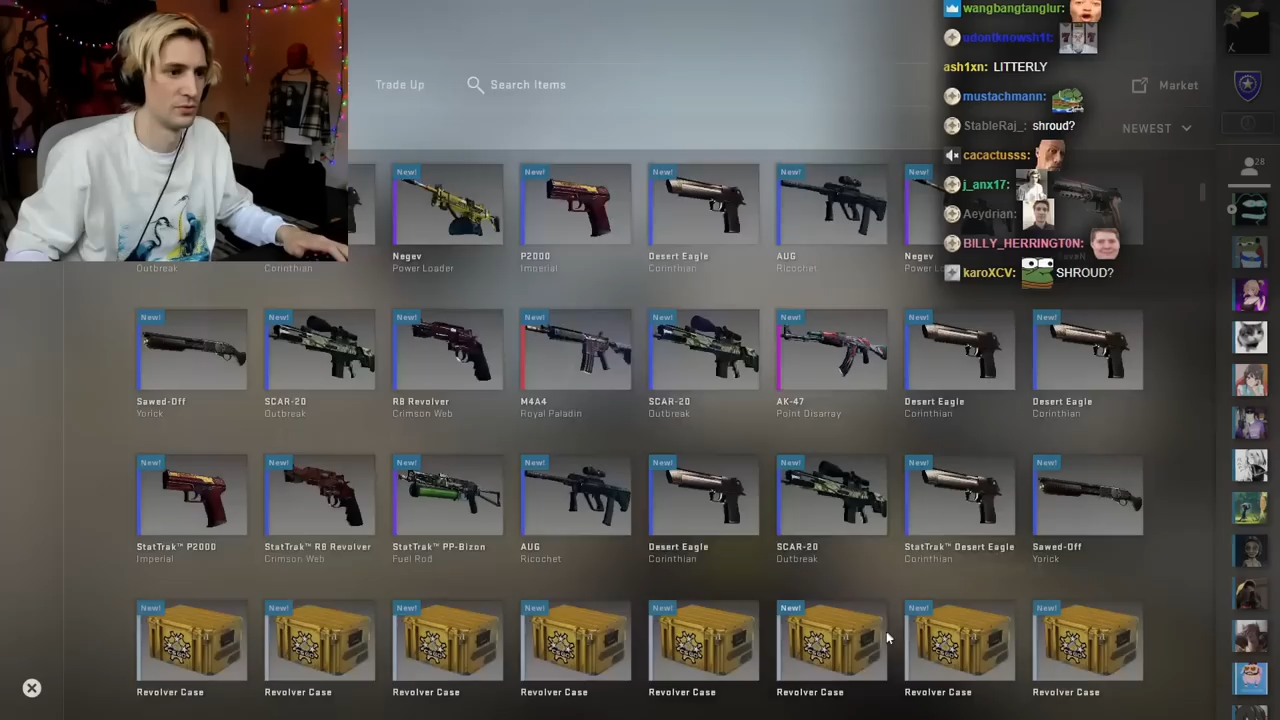 wangbangtanglur:
udontknowsh1t:
ash1xn: LITTERLY
mustachmann:
StableRaj_: shroud?
cacactusss:
j_anx17:
Aeydrian:
BILLY_HERRINGT0N:
karoXCV: SHROUD?
Trade Up
Search Items
Market
NEWEST
28
New! New! New! New! New!
Negev P2000 Desert Eagle AUG Negev
Outbreak Corinthian Power Loader Imperial Corinthian Ricochet
New! New! New! New! New! New! New! New!
Sawed-Off SCAR-20 R8 Revolver M4A4 SCAR-20 AK-47 Desert Eagle Desert Eagle
Yorick Outbreak Crimson Web Royal Paladin Outbreak Point Disarray Corinthian Corinthian
New! New! New! New! New! New! New! New!
StatTrak™ P2000 StatTrak™ R8 Revolver StatTrak™ PP-Bizon AUG Desert Eagle SCAR-20 StatTrak™ Desert Eagle Sawed-Off
Imperial Crimson Web Fuel Rod Ricochet Corinthian Outbreak Corinthian Yorick
New! New! New! New! New! New! New! New!
Revolver Case Revolver Case Revolver Case Revolver Case Revolver Case Revolver Case Revolver Case Revolver Case